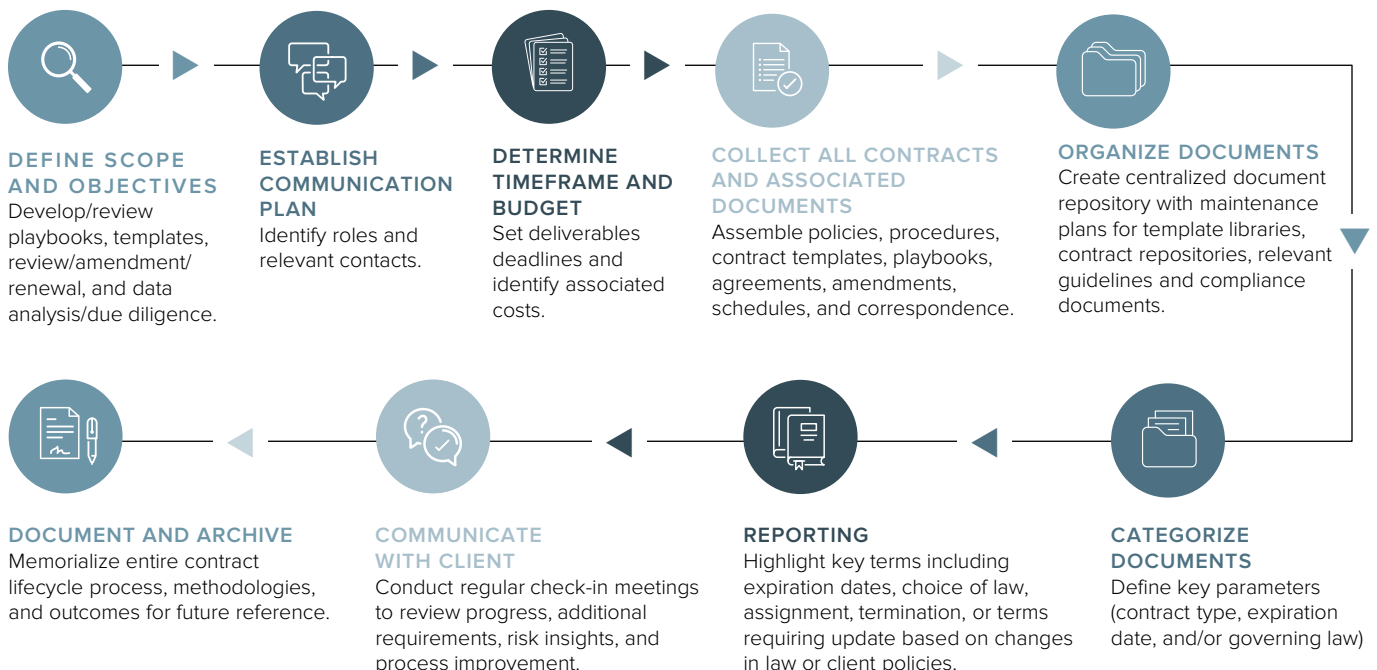 DEFINE SCOPE
AND OBJECTIVES
Develop/review
playbooks, templates,
review/amendment/
renewal, and data
analysis/due diligence.
ESTABLISH
COMMUNICATION
PLAN
Identify roles and
relevant contacts.
DETERMINE
TIMEFRAME AND
BUDGET
Set deliverables
deadlines and
identify associated
costs.
COLLECT ALL CONTRACTS
AND ASSOCIATED
DOCUMENTS
Assemble policies, procedures,
contract templates, playbooks,
agreements, amendments,
schedules, and correspondence.
ORGANIZE DOCUMENTS
Create centralized document
repository with maintenance
plans for template libraries,
contract repositories, relevant
guidelines and compliance
documents.
CATEGORIZE
DOCUMENTS
Define key parameters
(contract type, expiration
date, and/or governing law)
REPORTING
Highlight key terms including
expiration dates, choice of law,
assignment, termination, or terms
requiring update based on changes
in law or client policies.
COMMUNICATE
WITH CLIENT
Conduct regular check-in meetings
to review progress, additional
requirements, risk insights, and
process improvement.
DOCUMENT AND ARCHIVE
Memorialize entire contract
lifecycle process, methodologies,
and outcomes for future reference.